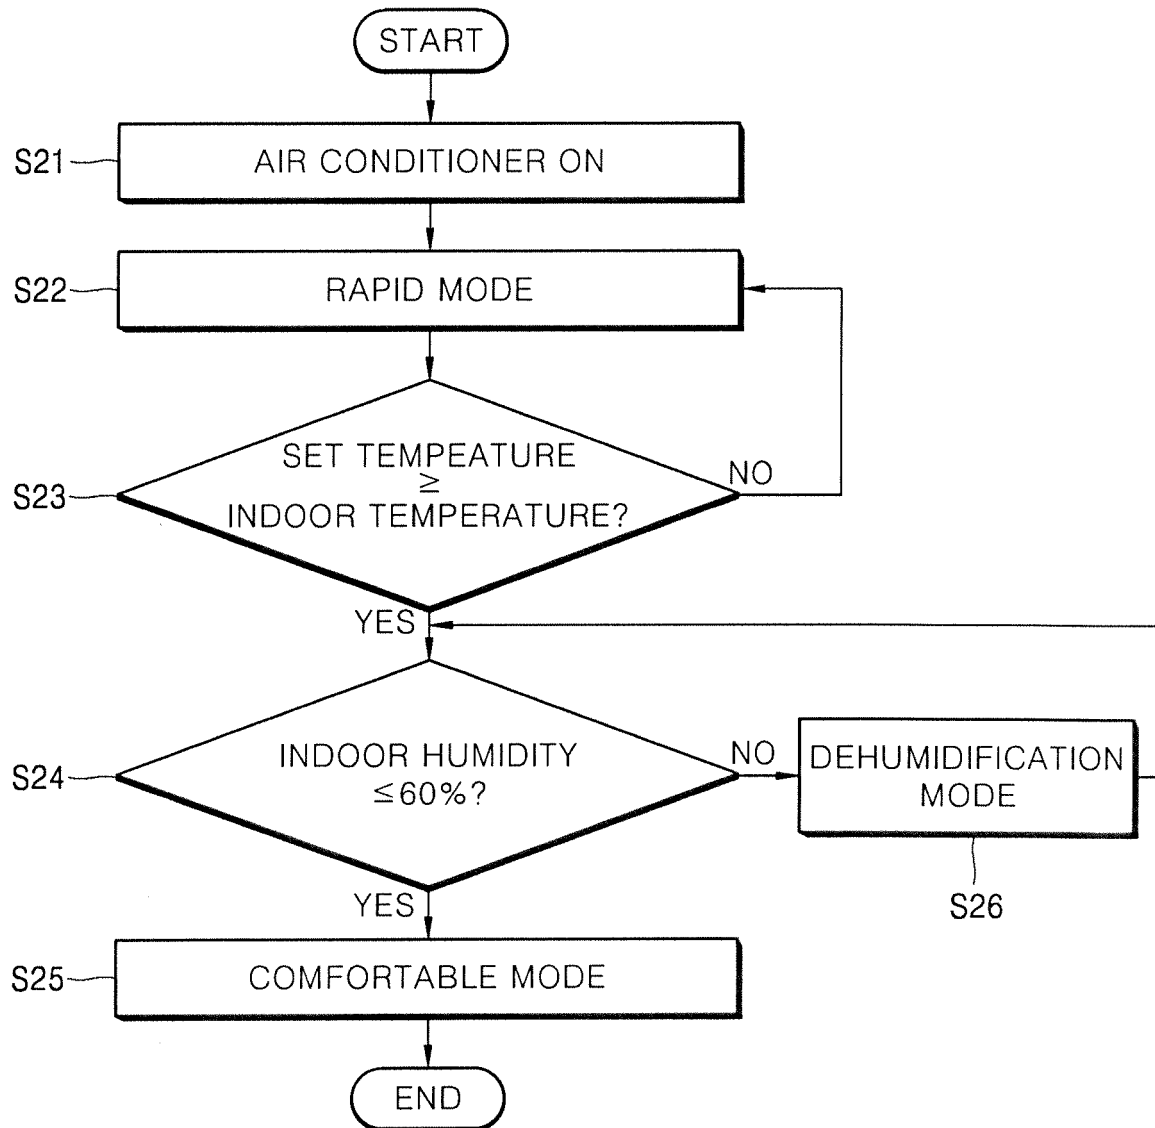 START
S21
AIR CONDITIONER ON
S22
RAPID MODE
S23
SET TEMPEATURE
≥
INDOOR TEMPERATURE?
NO
YES
S24
INDOOR HUMIDITY
≤60%?
NO
DEHUMIDIFICATION
MODE
S26
YES
S25
COMFORTABLE MODE
END